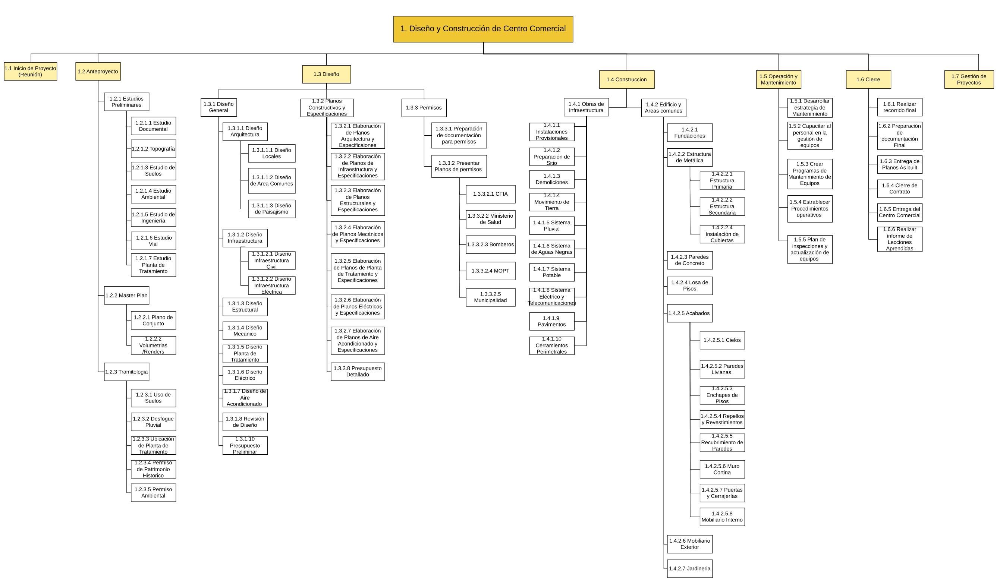 1. Diseño y Construcción de Centro Comercial
1.1 Inicio de Proyecto
(Reunión)
1.2 Anteproyecto
1.2.1 Estudios
Preliminares
1.2.1.1 Estudio
Documental
1.2.1.2 Topografía
1.2.1.3 Estudio de
Suelos
1.2.1.4 Estudio
Ambiental
1.2.1.5 Estudio de
Ingeniería
1.2.1.6 Estudio
Vial
1.2.1.7 Estudio
Planta de
Tratamiento
1.2.2 Master Plan
1.2.2.1 Plano de
Conjunto
1.2.2.2
Volumetrias
/Renders
1.2.3 Tramitologia
1.2.3.1 Uso de
Suelos
1.2.3.2 Desfogue
Pluvial
1.2.3.3 Ubicación
de Planta de
Tratamiento
1.2.3.4 Permiso
de Patrimonio
Historico
1.2.3.5 Permiso
Ambiental
1.3 Diseño
1.3.1 Diseño
General
1.3.1.1 Diseño
Arquitectura
1.3.1.1.1 Diseño
Locales
1.3.1.1.2 Diseño
de Area Comunes
1.3.1.1.3 Diseño
de Paisajismo
1.3.1.2 Diseño
Infraestructura
1.3.1.2.1 Diseño
Infraestructura
Civil
1.3.1.2.2 Diseño
Infraestructura
Eléctrica
1.3.1.3 Diseño
Estructural
1.3.1.4 Diseño
Mecánico
1.3.1.5 Diseño
Planta de
Tratamiento
1.3.1.6 Diseño
Eléctrico
1.3.1.7 Diseño de
Aire
Acondicionado
1.3.1.8 Revisión
de Diseño
1.3.1.10
Presupuesto
Preliminar
1.3.2 Planos
Constructivos y
Especificaciones
1.3.2.1 Elaboración
de Planos
Arquitectura y
Especificaiones
1.3.2.2 Elaboración
de Planos de
Infraestructura y
Especificaciones
1.3.2.3 Elaboración
de Planos
Estructurales y
Especificaciones
1.3.2.4 Elaboración
de Planos Mecánicos
y Especificaciones
1.3.2.5 Elaboración
de Planos de Planta
de Tratamiento y
Especificaciones
1.3.2.6 Elaboración
de Planos Eléctricos
y Especificaciones
1.3.2.7 Elaboración
de Planos de Aire
Acondicionado y
Especificaciones
1.3.2.8 Presupuesto
Detallado
1.3.3 Permisos
1.3.3.1 Preparación
de documentación
para permisos
1.3.3.2 Presentar
Planos de permisos
1.3.3.2.1 CFIA
1.3.3.2.2 Ministerio
de Salud
1.3.3.2.3 Bomberos
1.3.3.2.4 MOPT
1.3.3.2.5
Municipalidad
1.4 Construccion
1.4.1 Obras de
Infraestructura
1.4.1.1
Instalaciones
Provisionales
1.4.1.2
Preparación de
Sitio
1.4.1.3
Demoliciones
1.4.1.4
Movimiento de
Tierra
1.4.1.5 Sistema
Pluvial
1.4.1.6 Sistema
de Aguas Negras
1.4.1.7 Sistema
Potable
1.4.1.8 Sistema
Eléctrico y
Telecomunicaciones
1.4.1.9
Pavimentos
1.4.1.10
Cerramientos
Perimetrales
1.4.2 Edificio y
Areas comunes
1.4.2.1
Fundaciones
1.4.2.2 Estructura
de Metálica
1.4.2.2.1
Estructura
Primaria
1.4.2.2.2
Estructura
Secundaria
1.4.2.2.4
Instalación de
Cubiertas
1.4.2.3 Paredes
de Concreto
1.4.2.4 Losa de
Pisos
1.4.2.5 Acabados
1.4.2.5.1 Cielos
1.4.2.5.2 Paredes
Livianas
1.4.2.5.3
Enchapes de
Pisos
1.4.2.5.4 Repellos
y Revestimientos
1.4.2.5.5
Recubrimiento de
Paredes
1.4.2.5.6 Muro
Cortina
1.4.2.5.7 Puertas
y Cerrajerías
1.4.2.5.8
Mobiliario Interno
1.4.2.6 Mobiliario
Exterior
1.4.2.7 Jardineria
1.5 Operación y
Mantenimiento
1.5.1 Desarrollar
estrategia de
Mantenimiento
1.5.2 Capacitar al
personal en la
gestión de
equipos
1.5.3 Crear
Programas de
Mantenimiento de
Equipos
1.5.4 Estrablecer
Procedimientos
operativos
1.5.5 Plan de
inspecciones y
actualización de
equipos
1.6 Cierre
1.6.1 Realizar
recorrido final
1.6.2 Preparación
de
documentación
Final
1.6.3 Entrega de
Planos As built
1.6.4 Cierre de
Contrato
1.6.5 Entrega del
Centro Comercial
1.6.6 Realizar
informe de
Lecciones
Aprendidas
1.7 Gestión de
Proyectos